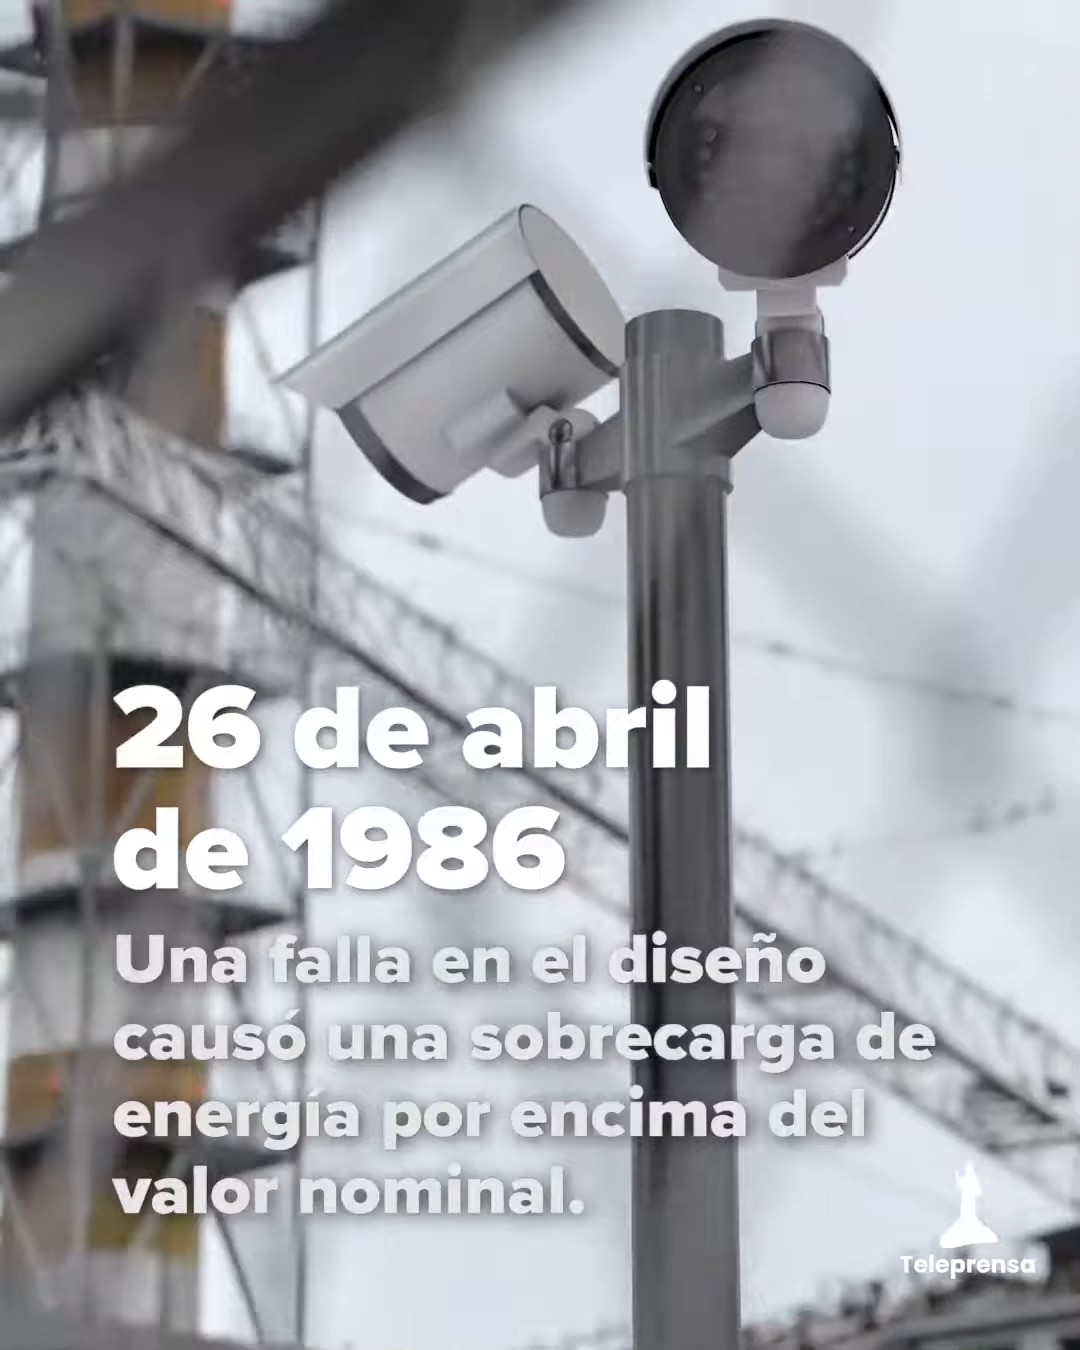 26 de abril
de 1986
Una falla en el diseño
causó una sobrecarga de
energía por encima del
valor nominal.
Teleprensa